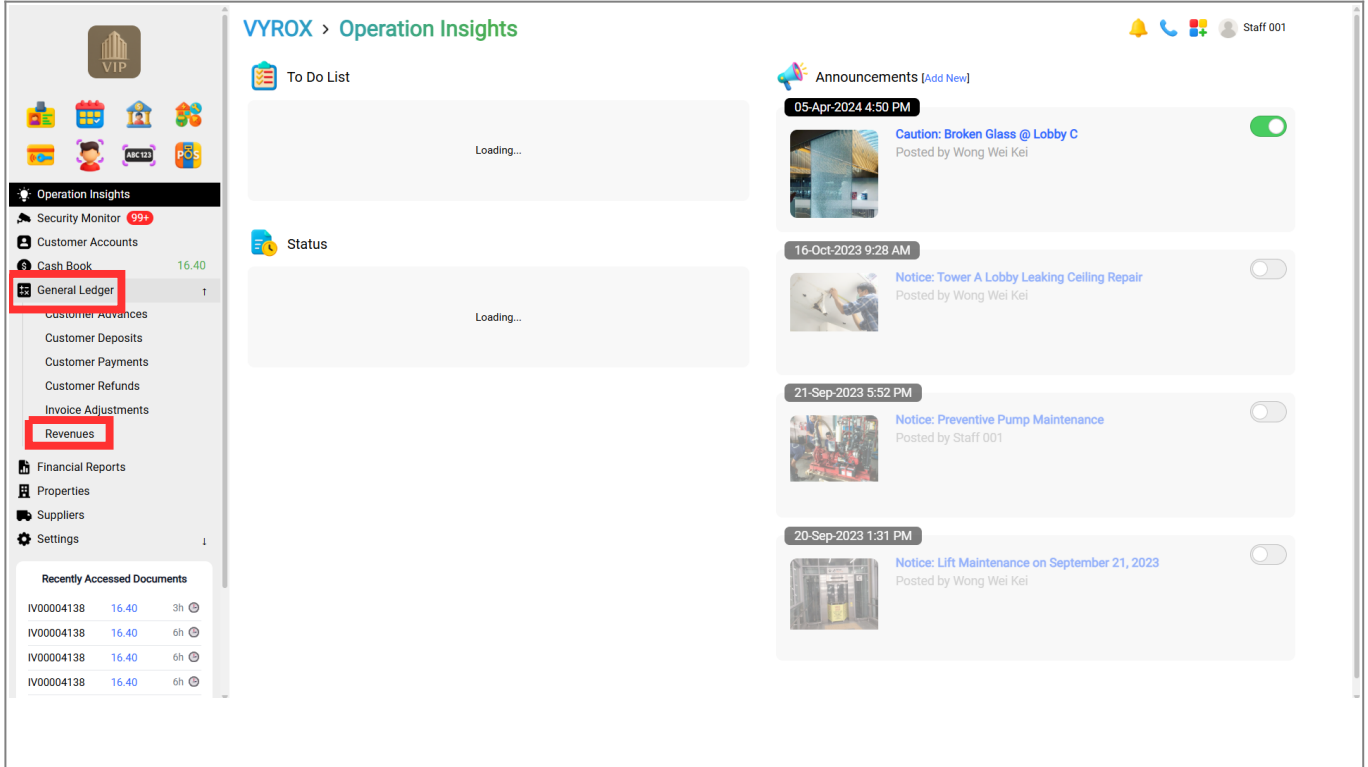 VIP
ABC 123
POS
Operation Insights
Security Monitor 99+
Customer Accounts
Cash Book 16.40
General Ledger ↑
Customer Advances
Customer Deposits
Customer Payments
Customer Refunds
Invoice Adjustments
Revenues
Financial Reports
Properties
Suppliers
Settings ↓
Recently Accessed Documents
IV00004138 16.40 3h
IV00004138 16.40 6h
IV00004138 16.40 6h
IV00004138 16.40 6h
VYROX > Operation Insights
Staff 001
To Do List
Loading...
Status
Loading...
Announcements [Add New]
05-Apr-2024 4:50 PM
Caution: Broken Glass @ Lobby C
Posted by Wong Wei Kei
16-Oct-2023 9:28 AM
Notice: Tower A Lobby Leaking Ceiling Repair
Posted by Wong Wei Kei
21-Sep-2023 5:52 PM
Notice: Preventive Pump Maintenance
Posted by Staff 001
20-Sep-2023 1:31 PM
Notice: Lift Maintenance on September 21, 2023
Posted by Wong Wei Kei